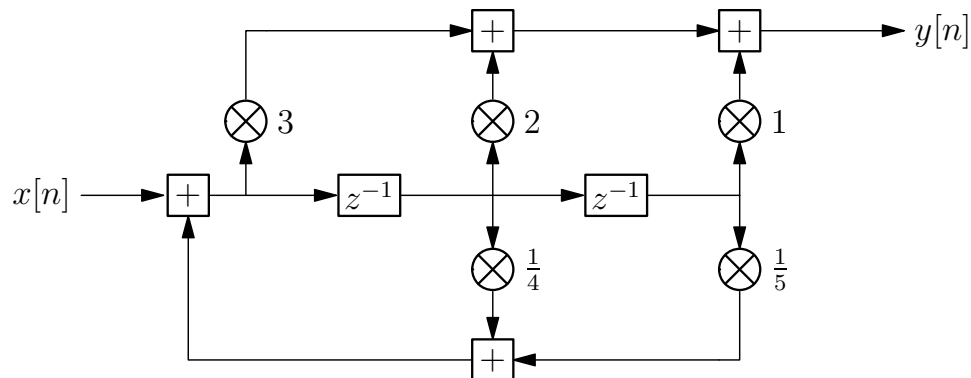 + + y[n]
3 2 1
x[n] + z⁻¹ z⁻¹
1/4 1/5
+